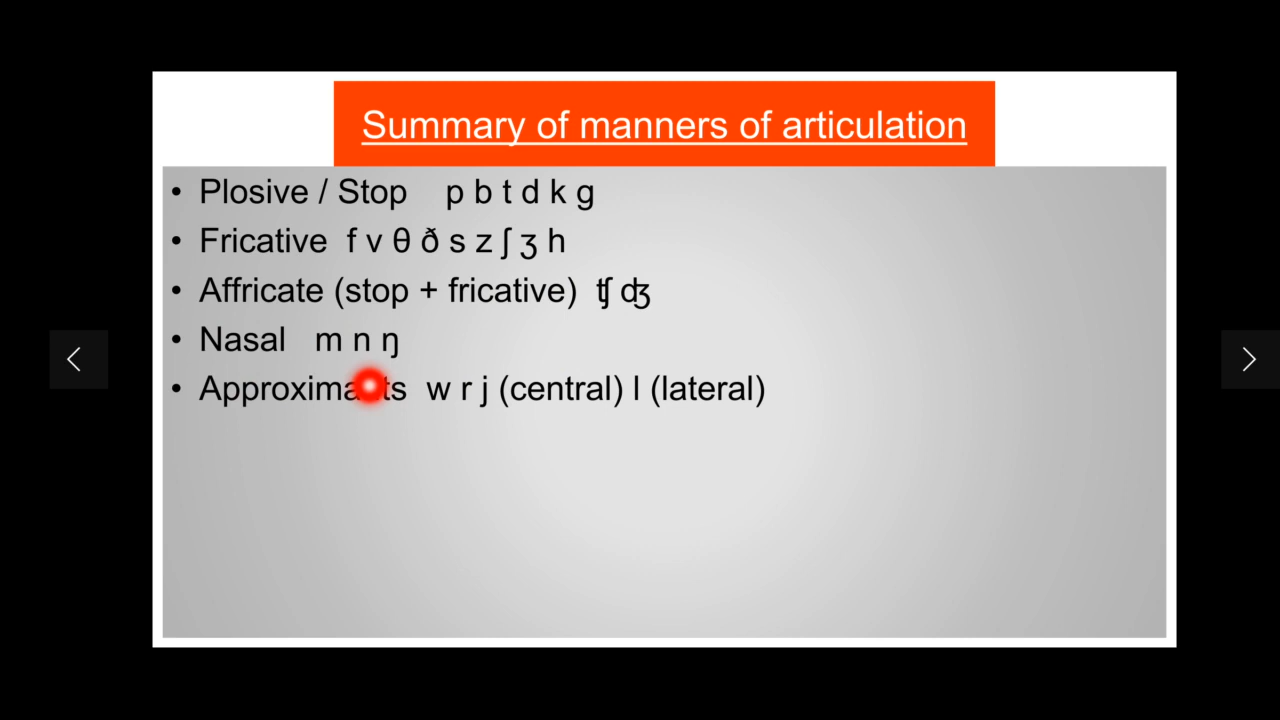 Summary of manners of articulation
• Plosive / Stop p b t d k g
• Fricative f v θ ð s z ʃ ʒ h
• Affricate (stop + fricative) ʧ ʤ
• Nasal m n ŋ
• Approximants w r j (central) l (lateral)